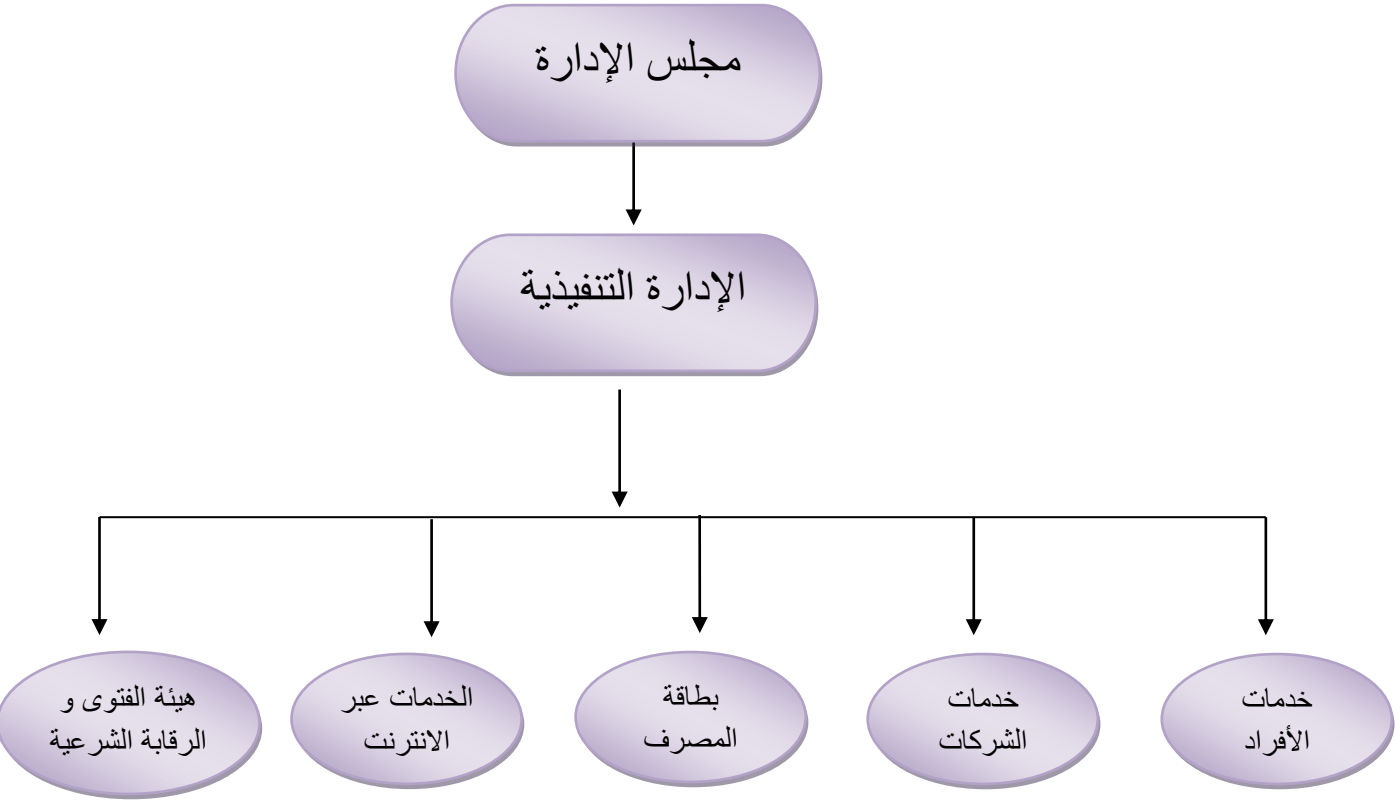 مجلس الإدارة
الإدارة التنفيذية
خدمات
الأفراد
خدمات
الشركات
بطاقة
المصرف
الخدمات عبر
الانترنت
هيئة الفتوى و
الرقابة الشرعية